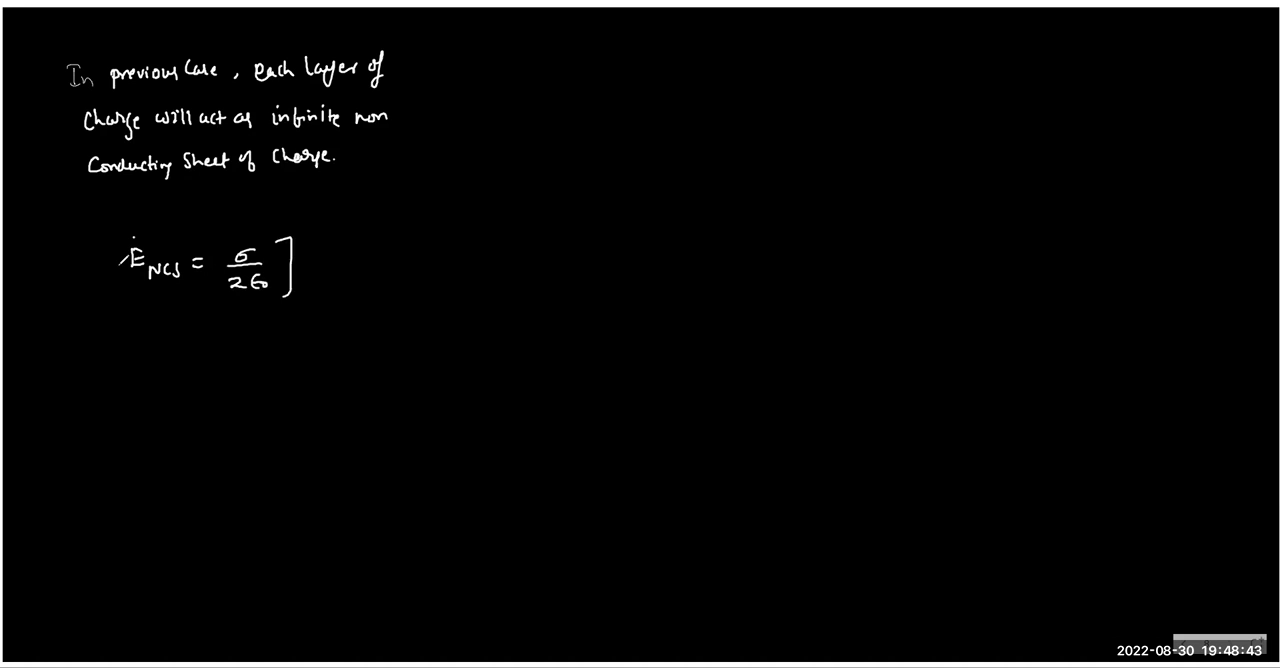 In previous Case, each layer of
Charge will act as infinite non
Conducting Sheet of Charge.
E_NCS = σ/2ε₀ ]
2022-08-30 19:48:43